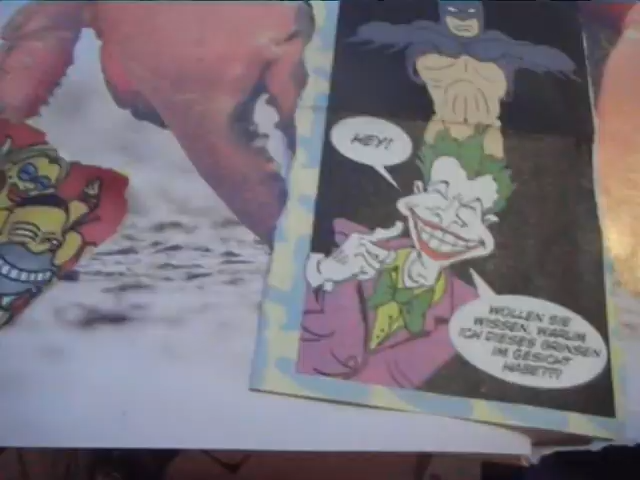 HEY!
WOLLEN SIE
WISSEN, WARUM
ICH DIESES GRINSEN
IM GESICHT
HABE???